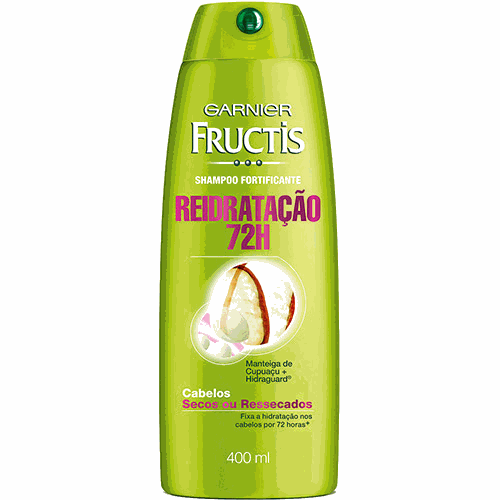 GARNIER
FRUCTIS
SHAMPOO FORTIFICANTE
REIDRATAÇÃO
72H
Manteiga de
Cupuaçu +
Hidraguard®
Cabelos
Secos ou Ressecados
Fixa a hidratação nos
cabelos por 72 horas*
400 ml